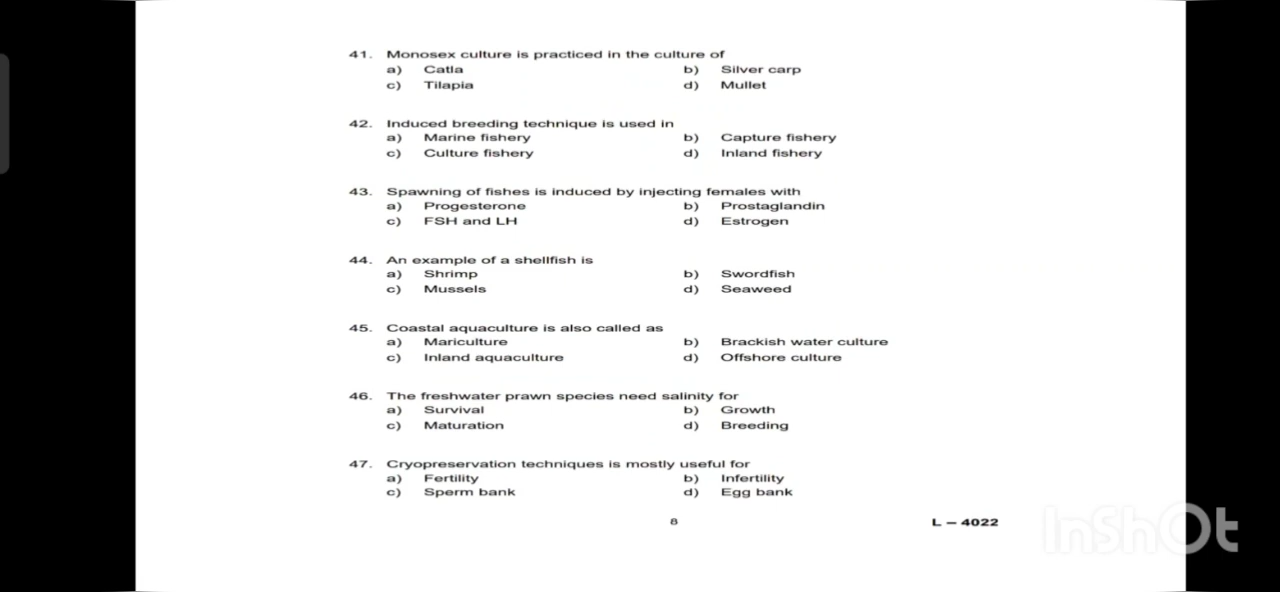 41. Monosex culture is practiced in the culture of
a) Catla b) Silver carp
c) Tilapia d) Mullet
42. Induced breeding technique is used in
a) Marine fishery b) Capture fishery
c) Culture fishery d) Inland fishery
43. Spawning of fishes is induced by injecting females with
a) Progesterone b) Prostaglandin
c) FSH and LH d) Estrogen
44. An example of a shellfish is
a) Shrimp b) Swordfish
c) Mussels d) Seaweed
45. Coastal aquaculture is also called as
a) Mariculture b) Brackish water culture
c) Inland aquaculture d) Offshore culture
46. The freshwater prawn species need salinity for
a) Survival b) Growth
c) Maturation d) Breeding
47. Cryopreservation techniques is mostly useful for
a) Fertility b) Infertility
c) Sperm bank d) Egg bank
8 L – 4022
InShOt